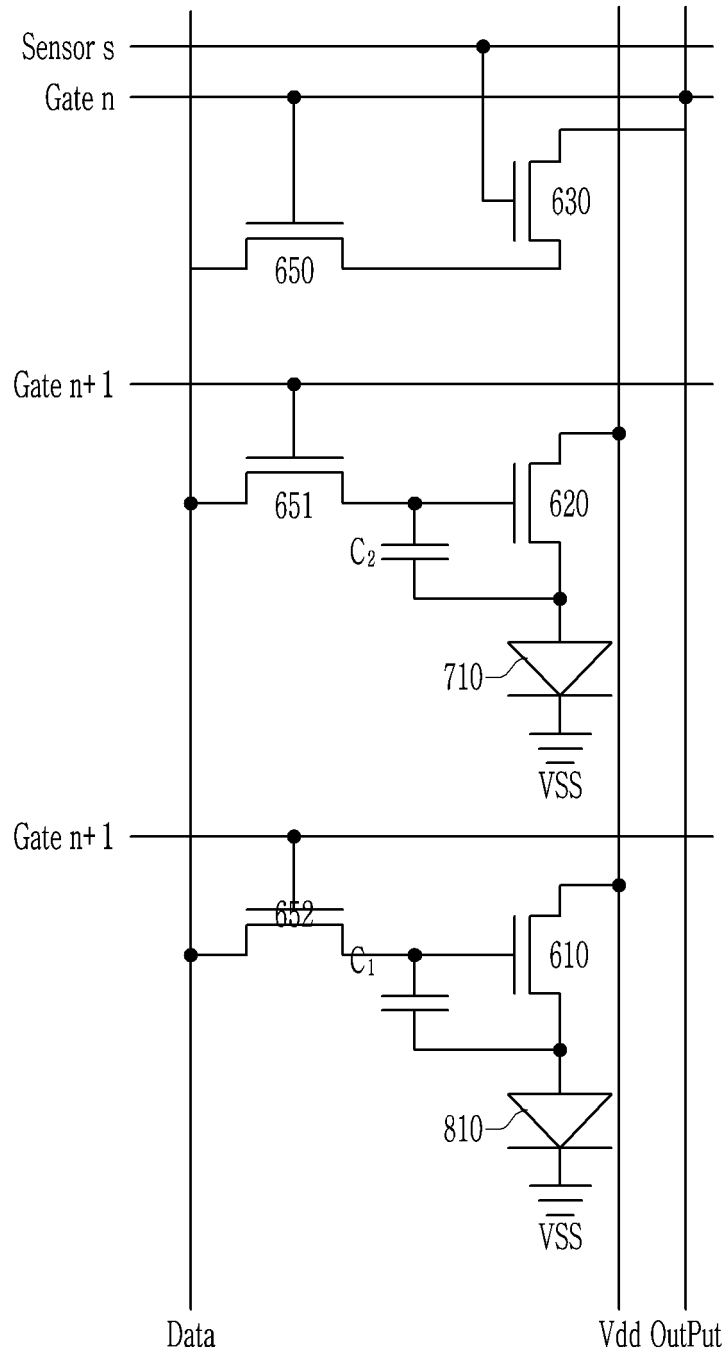 Sensor s
Gate n
630
650
Gate n+1
651
620
C₂
710
VSS
Gate n+1
652
C₁
610
810
VSS
Data
Vdd
OutPut